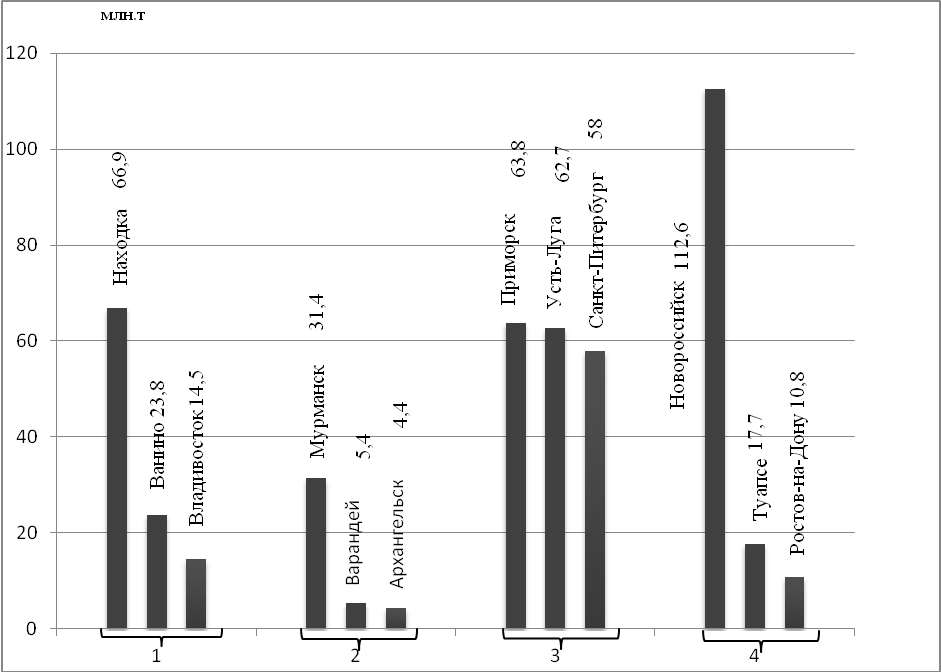 млн.т
120
100
80
60
40
20
0
Находка 66,9
Ванино 23,8
Владивосток 14,5
Мурманск 31,4
Варандей 5,4
Архангельск 4,4
Приморск 63,8
Усть-Луга 62,7
Санкт-Питербург 58
Новороссийск 112,6
Туапсе 17,7
Ростов-на-Дону 10,8
1
2
3
4